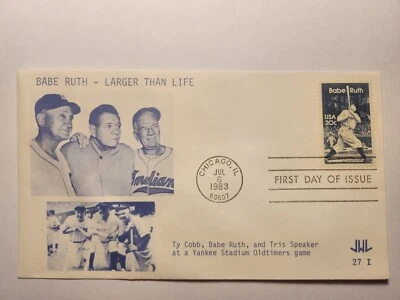 BABE RUTH - LARGER THAN LIFE
Babe Ruth
USA
20c
CHICAGO, IL
JUL
6
1983
60607
FIRST DAY OF ISSUE
Indians
Ty Cobb, Babe Ruth, and Tris Speaker
at a Yankee Stadium Oldtimers game
JWL
27 I